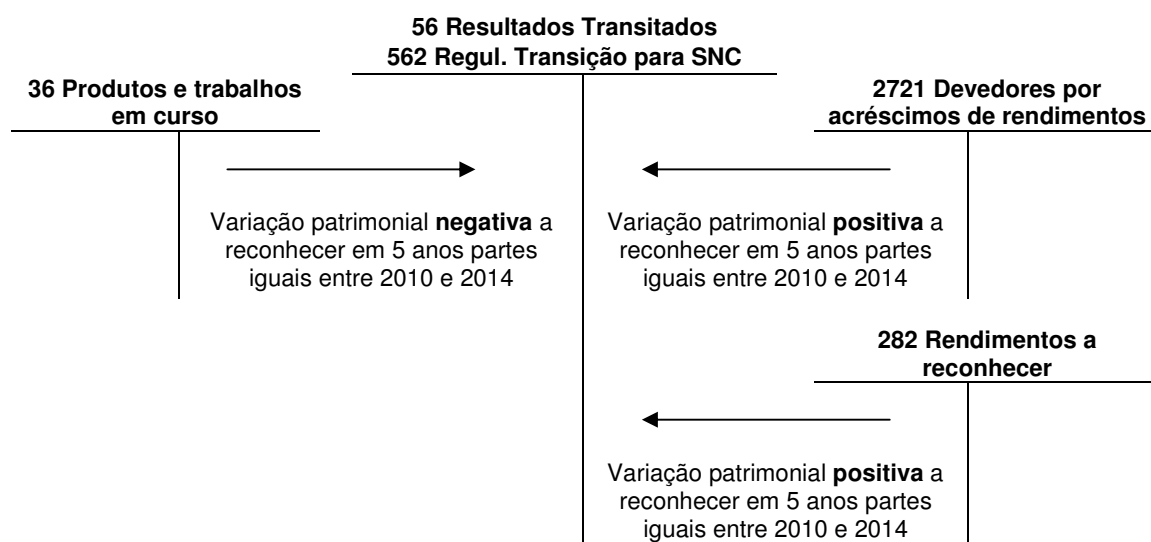 56 Resultados Transitados
562 Regul. Transição para SNC
36 Produtos e trabalhos
em curso
2721 Devedores por
acréscimos de rendimentos
Variação patrimonial negativa a
reconhecer em 5 anos partes
iguais entre 2010 e 2014
Variação patrimonial positiva a
reconhecer em 5 anos partes
iguais entre 2010 e 2014
282 Rendimentos a
reconhecer
Variação patrimonial positiva a
reconhecer em 5 anos partes
iguais entre 2010 e 2014